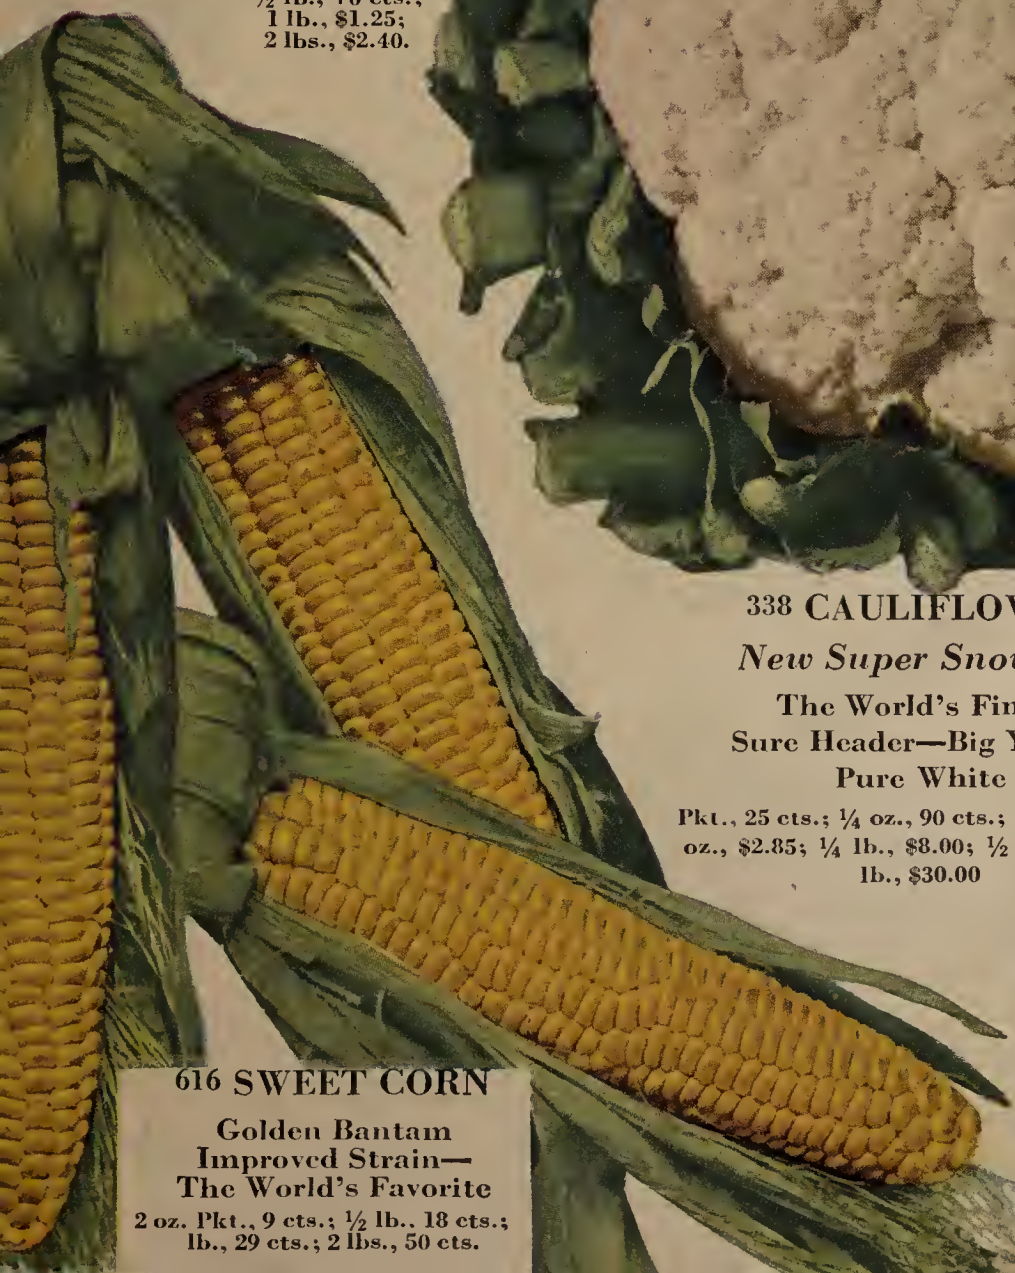 1 lb., $1.25;
2 lbs., $2.40.
338 CAULIFLO
New Super Sno
The World's Fin
Sure Header—Big Y
Pure White
Pkt., 25 cts.; ¼ oz., 90 cts.;
oz., $2.85; ¼ lb., $8.00; ½
lb., $30.00
616 SWEET CORN
Golden Bantam
Improved Strain—
The World's Favorite
2 oz. Pkt., 9 cts.; ½ lb.. 18 cts.;
lb., 29 cts.; 2 lbs., 50 cts.